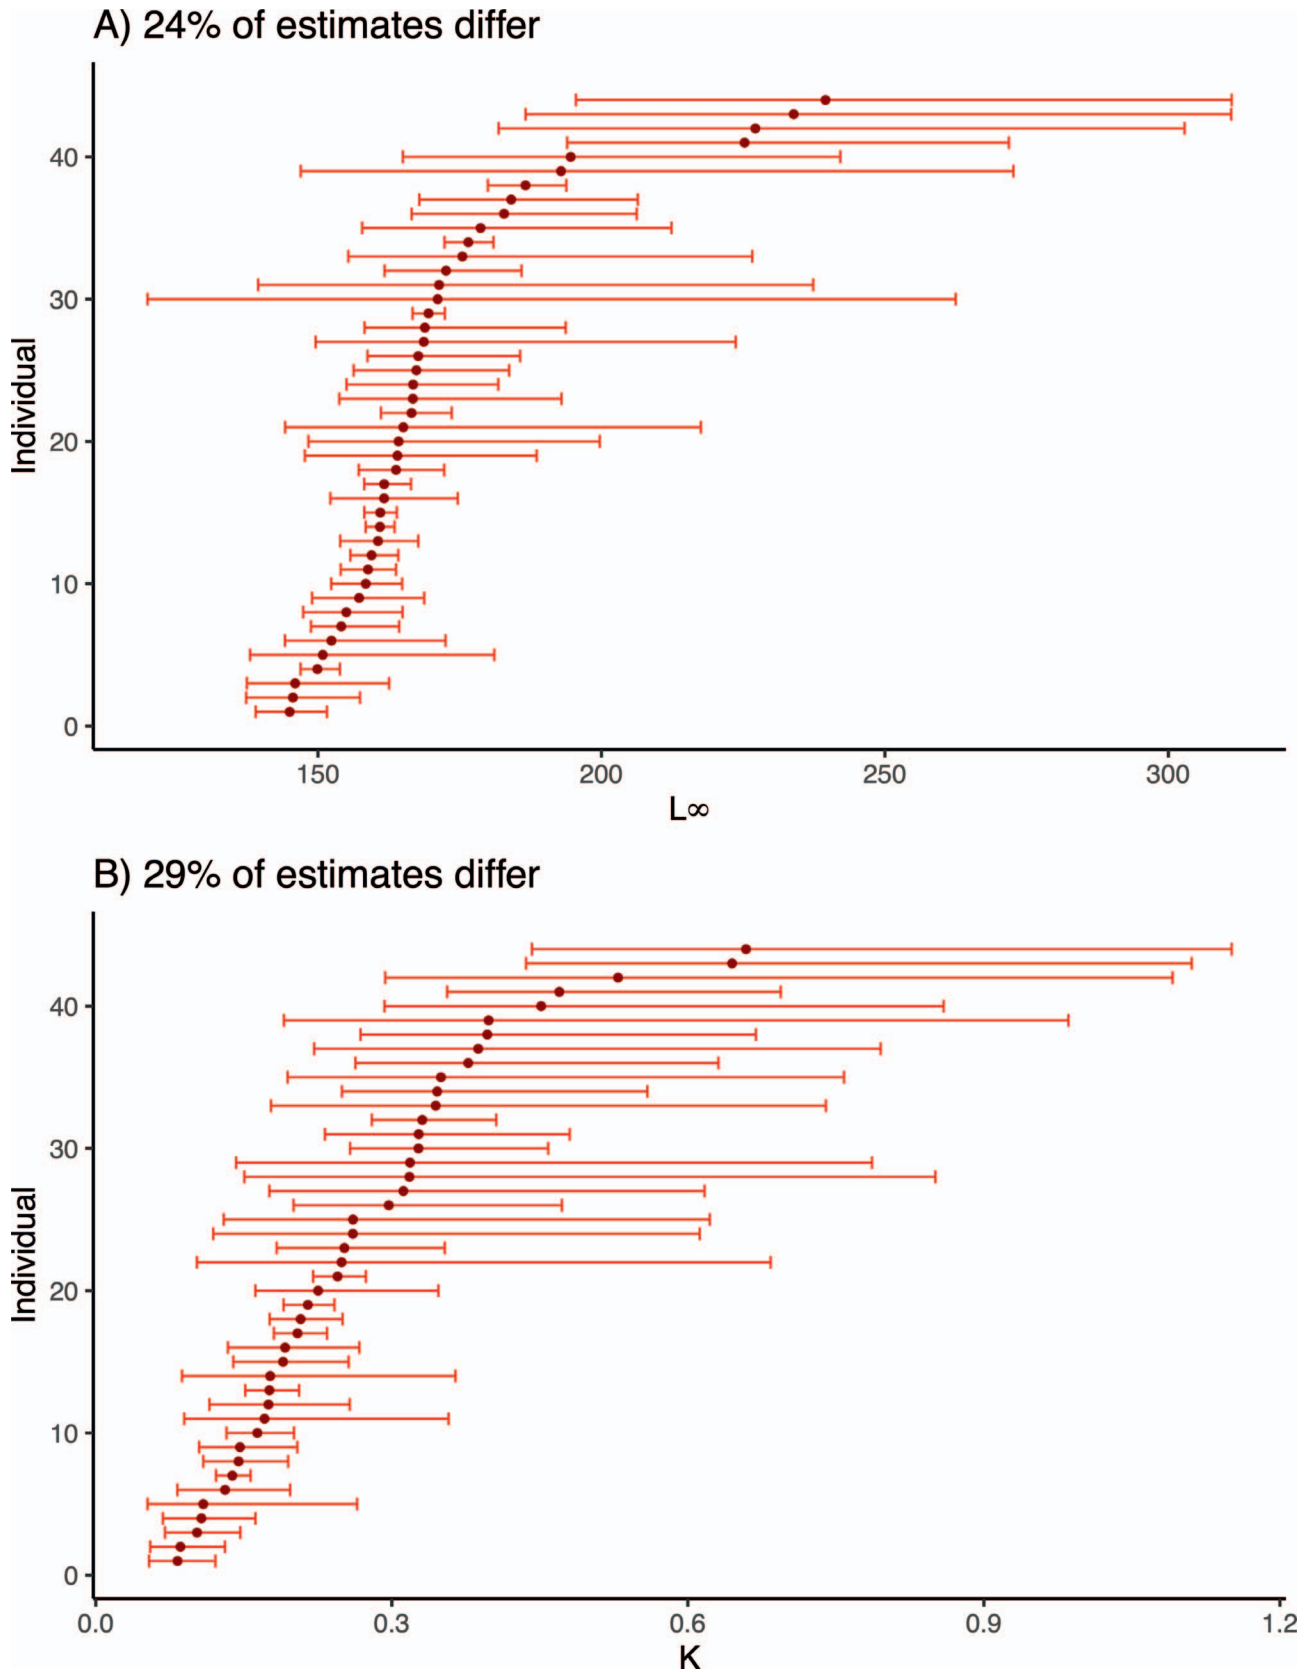 A) 24% of estimates differ
Individual
40
30
20
10
0
150 200 250 300
L∞
B) 29% of estimates differ
Individual
40
30
20
10
0
0.0 0.3 0.6 0.9 1.2
K